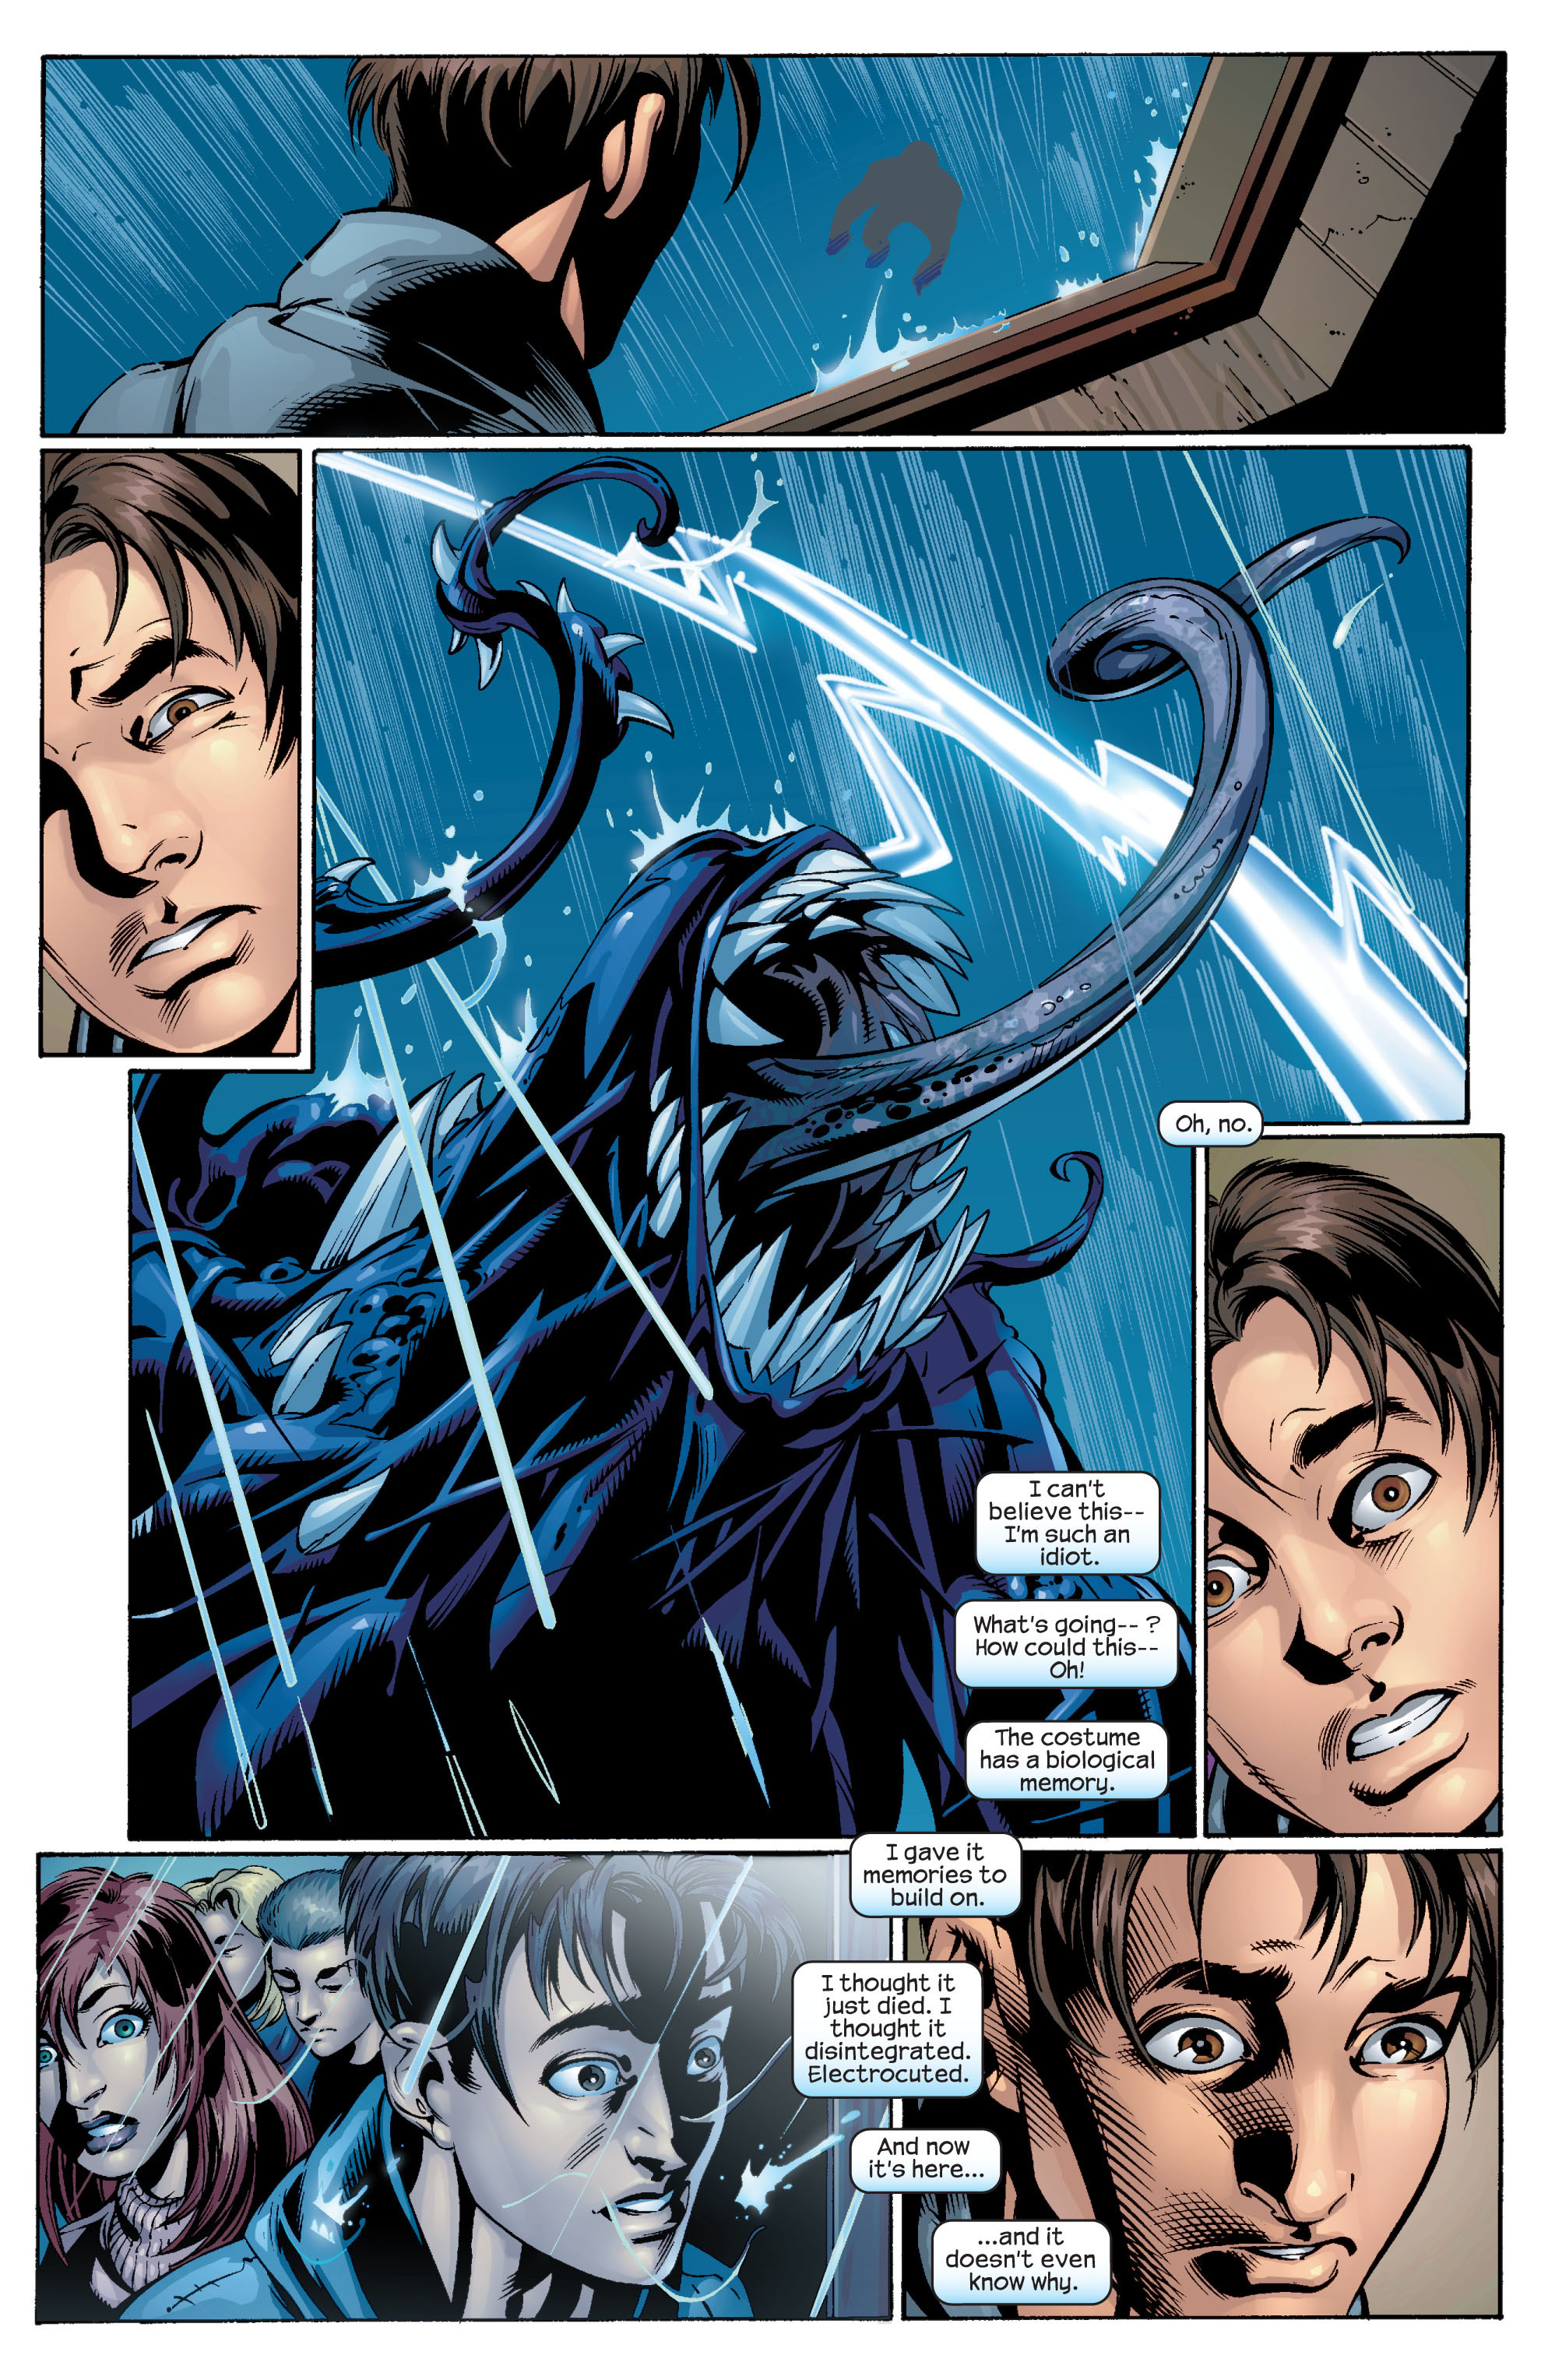 Oh, no.
I can't
believe this--
I'm such an
idiot.
What's going-- ?
How could this--
Oh!
The costume
has a biological
memory.
I gave it
memories to
build on.
I thought it
just died. I
thought it
disintegrated.
Electrocuted.
And now
it's here...
...and it
doesn't even
know why.